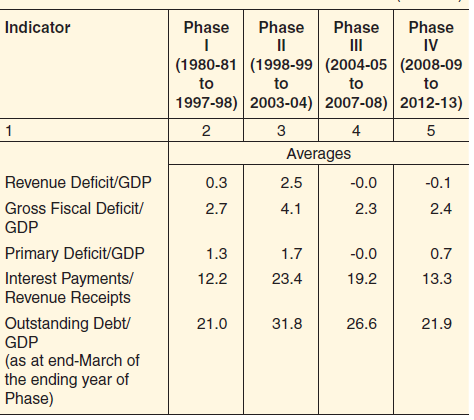 Indicator Phase Phase Phase Phase
I II III IV
(1980-81 (1998-99 (2004-05 (2008-09
to to to to
1997-98) 2003-04) 2007-08) 2012-13)
1 2 3 4 5
Averages
Revenue Deficit/GDP 0.3 2.5 -0.0 -0.1
Gross Fiscal Deficit/ 2.7 4.1 2.3 2.4
GDP
Primary Deficit/GDP 1.3 1.7 -0.0 0.7
Interest Payments/ 12.2 23.4 19.2 13.3
Revenue Receipts
Outstanding Debt/ 21.0 31.8 26.6 21.9
GDP
(as at end-March of
the ending year of
Phase)